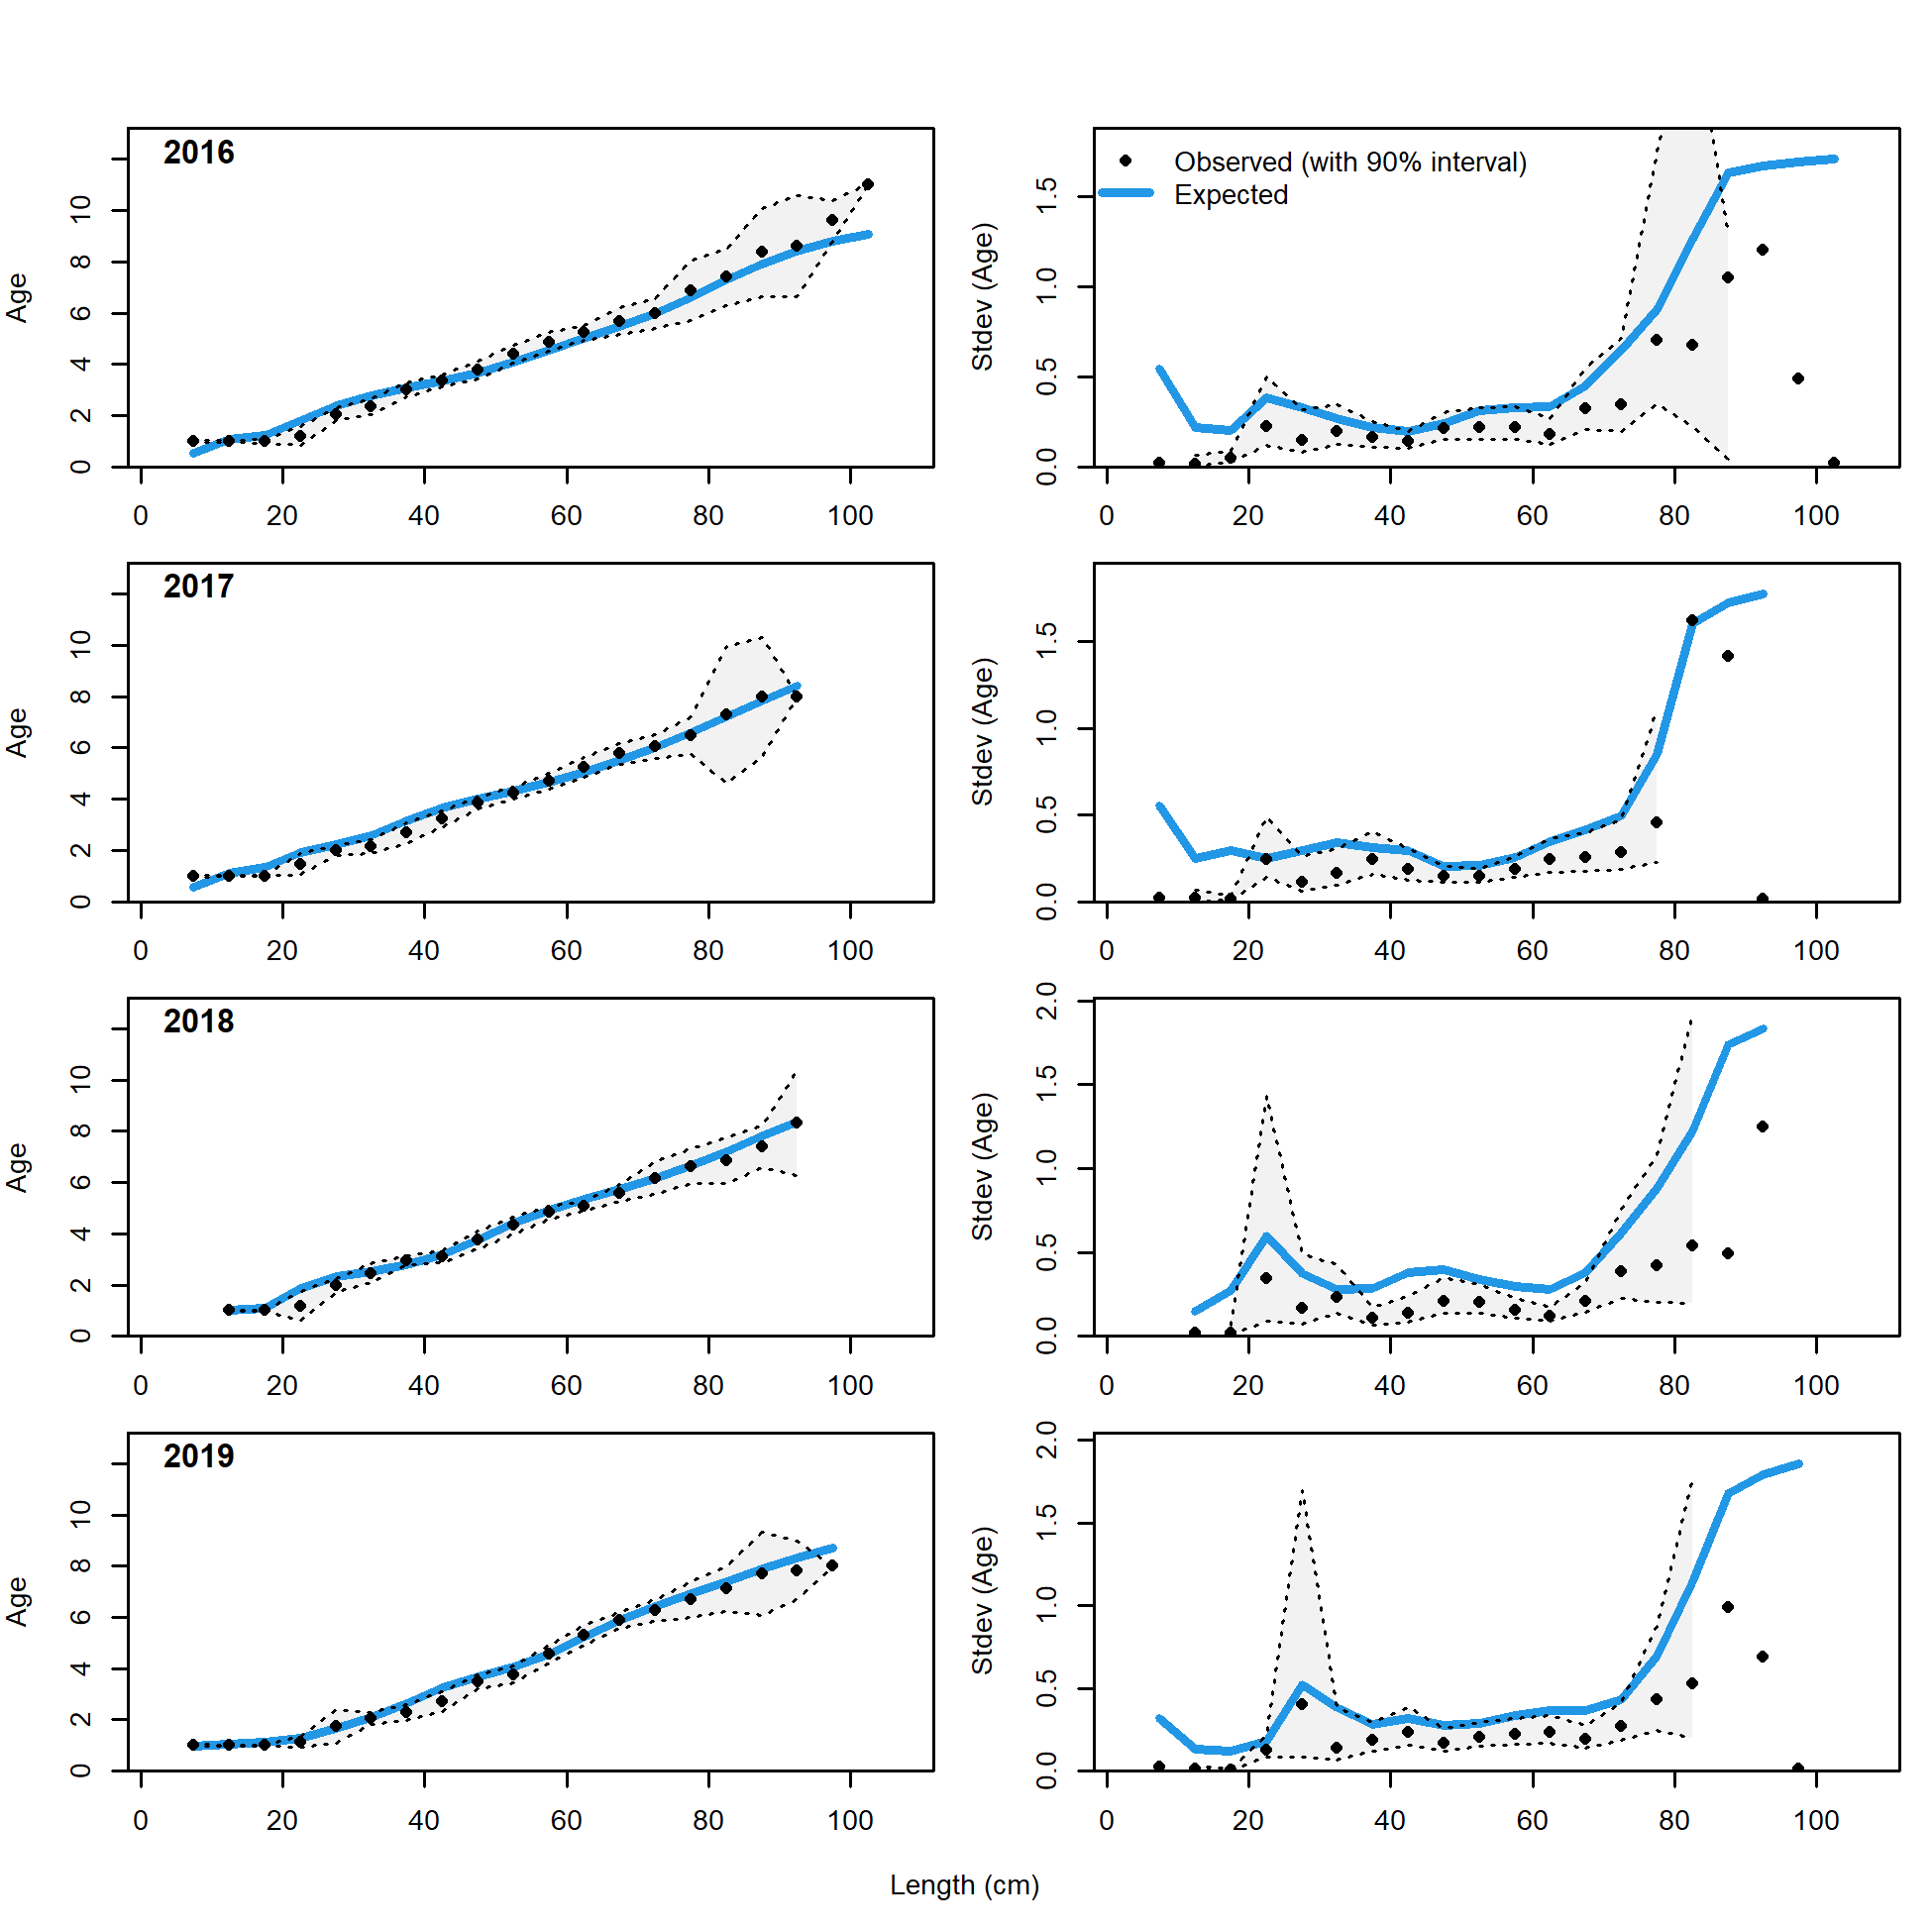 2016
Age
0 2 4 6 8 10
0 20 40 60 80 100
Observed (with 90% interval)
Expected
Stdev (Age)
0.0 0.5 1.0 1.5
0 20 40 60 80 100
2017
Age
0 2 4 6 8 10
0 20 40 60 80 100
Stdev (Age)
0.0 0.5 1.0 1.5
0 20 40 60 80 100
2018
Age
0 2 4 6 8 10
0 20 40 60 80 100
Stdev (Age)
0.0 0.5 1.0 1.5 2.0
0 20 40 60 80 100
2019
Age
0 2 4 6 8 10
0 20 40 60 80 100
Stdev (Age)
0.0 0.5 1.0 1.5 2.0
0 20 40 60 80 100
Length (cm)